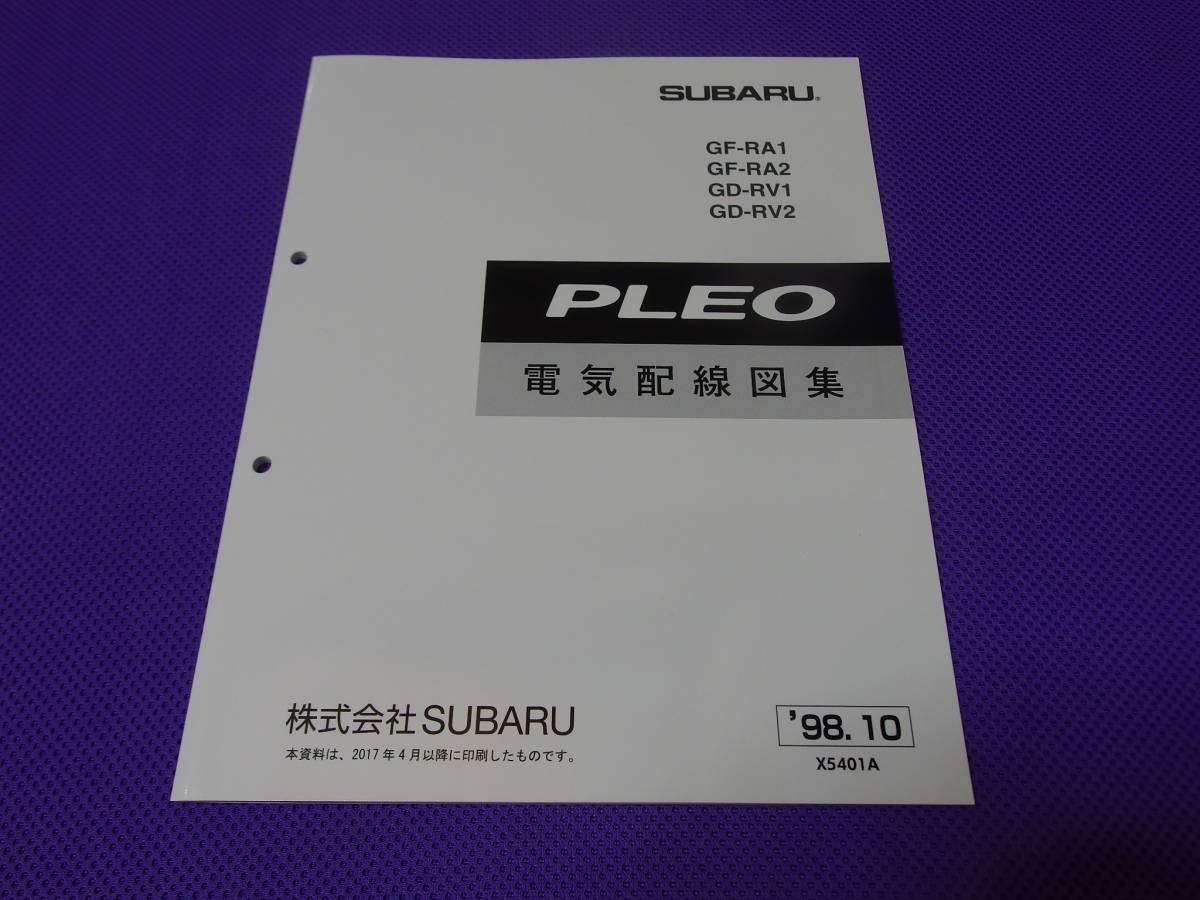 SUBARU®
GF-RA1
GF-RA2
GD-RV1
GD-RV2
PLEO
電気配線図集
株式会社SUBARU
本資料は、2017年4月以降に印刷したものです。
'98.10
X5401A